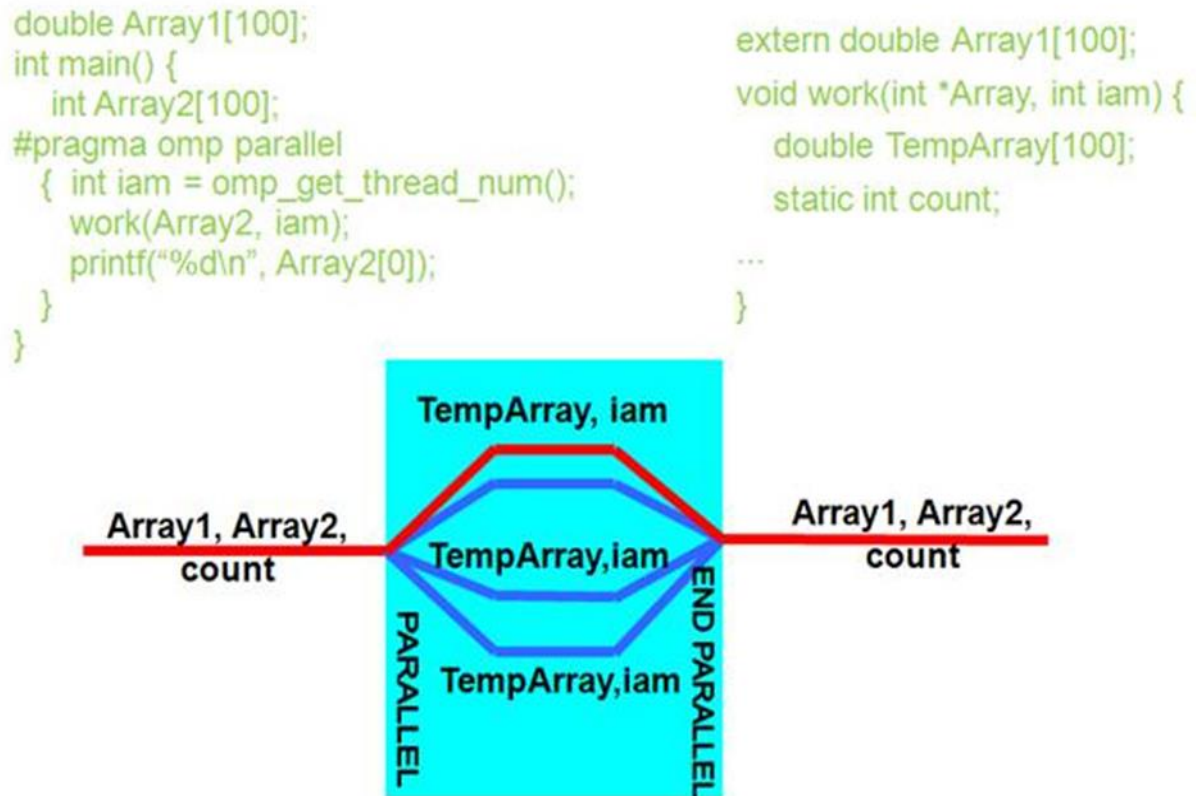 double Array1[100];
int main() {
int Array2[100];
#pragma omp parallel
{ int iam = omp_get_thread_num();
work(Array2, iam);
printf(“%d\n”, Array2[0]);
}
}
extern double Array1[100];
void work(int *Array, int iam) {
double TempArray[100];
static int count;
...
}
TempArray, iam
Array1, Array2,
count
TempArray,iam
TempArray,iam
PARALLEL
END PARALLEL
Array1, Array2,
count